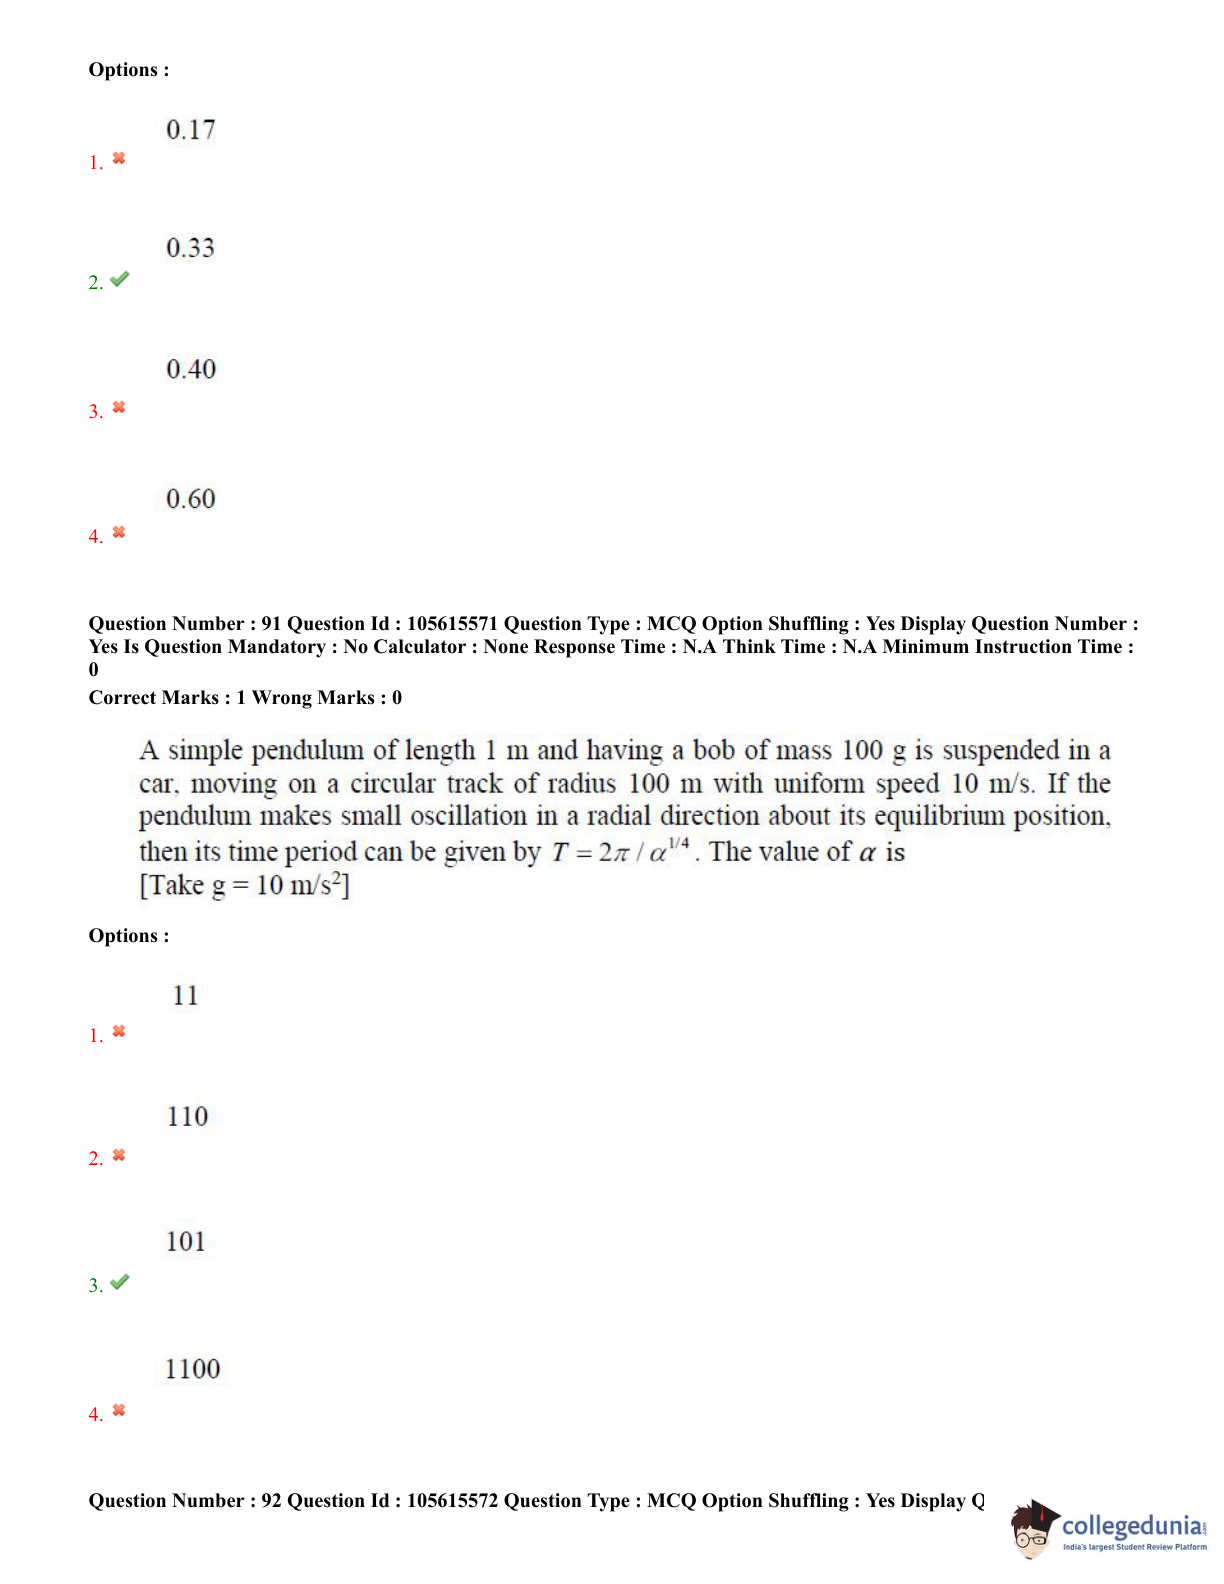 Options :
0.17
1.
0.33
2.
0.40
3.
0.60
4.
Question Number : 91 Question Id : 105615571 Question Type : MCQ Option Shuffling : Yes Display Question Number :
Yes Is Question Mandatory : No Calculator : None Response Time : N.A Think Time : N.A Minimum Instruction Time :
0
Correct Marks : 1 Wrong Marks : 0
A simple pendulum of length 1 m and having a bob of mass 100 g is suspended in a
car, moving on a circular track of radius 100 m with uniform speed 10 m/s. If the
pendulum makes small oscillation in a radial direction about its equilibrium position,
then its time period can be given by T = 2π / α^{1/4}. The value of α is
[Take g = 10 m/s²]
Options :
11
1.
110
2.
101
3.
1100
4.
Question Number : 92 Question Id : 105615572 Question Type : MCQ Option Shuffling : Yes Display Q
collegedunia
India's largest Student Review Platform